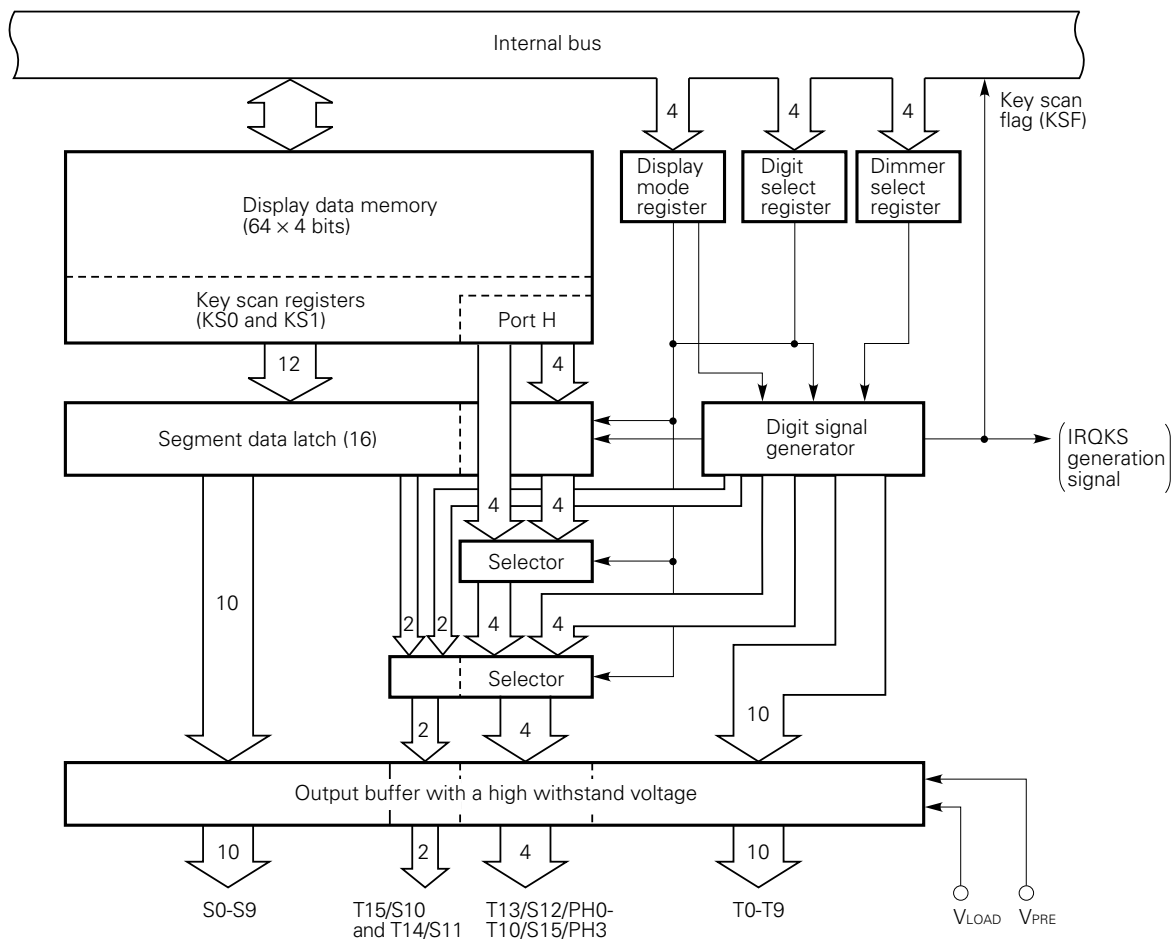 Internal bus
4
4
4
Key scan
flag (KSF)
Display
mode
register
Digit
select
register
Dimmer
select
register
Display data memory
(64 × 4 bits)
Key scan registers
(KS0 and KS1)
Port H
12
4
Segment data latch (16)
Digit signal
generator
(IRQKS
generation
signal)
4
4
Selector
10
2
2
4
4
Selector
2
4
10
Output buffer with a high withstand voltage
10
2
4
10
S0-S9
T15/S10
and T14/S11
T13/S12/PH0-
T10/S15/PH3
T0-T9
VLOAD
VPRE